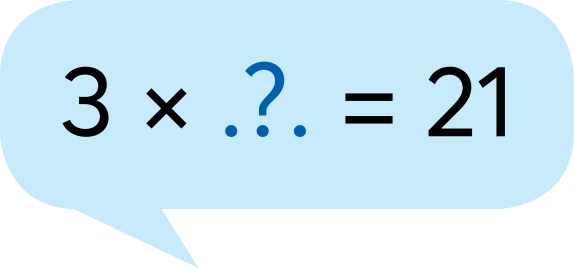 3 × .?. = 21